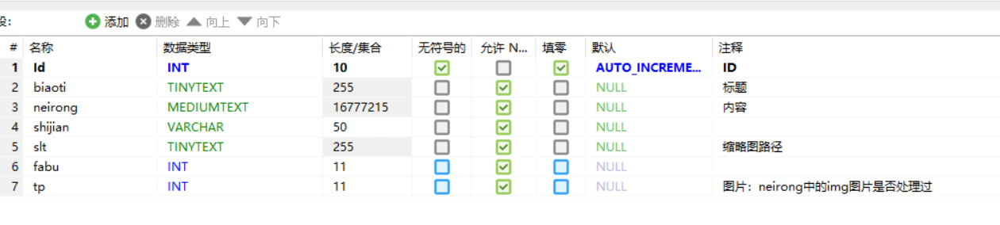 段: 添加 删除 向上 向下
# 名称 数据类型 长度/集合 无符号的 允许 N... 填零 默认 注释
1 Id INT 10 AUTO_INCREME... ID
2 biaoti TINYTEXT 255 NULL 标题
3 neirong MEDIUMTEXT 16777215 NULL 内容
4 shijian VARCHAR 50 NULL
5 slt TINYTEXT 255 NULL 缩略图路径
6 fabu INT 11 NULL
7 tp INT 11 NULL 图片：neirong中的img图片是否处理过